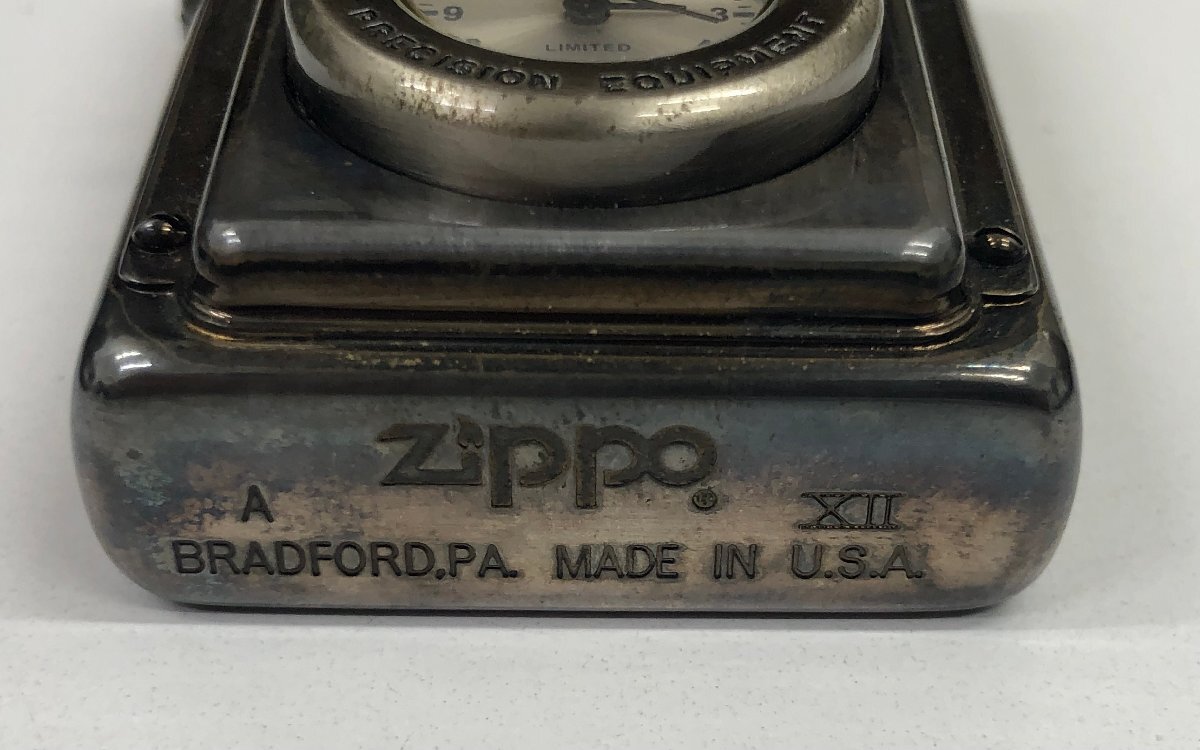 9 3
LIMITED
PRECISION EQUIPMENT
Zippo
®
A XII
BRADFORD,PA. MADE IN U.S.A.